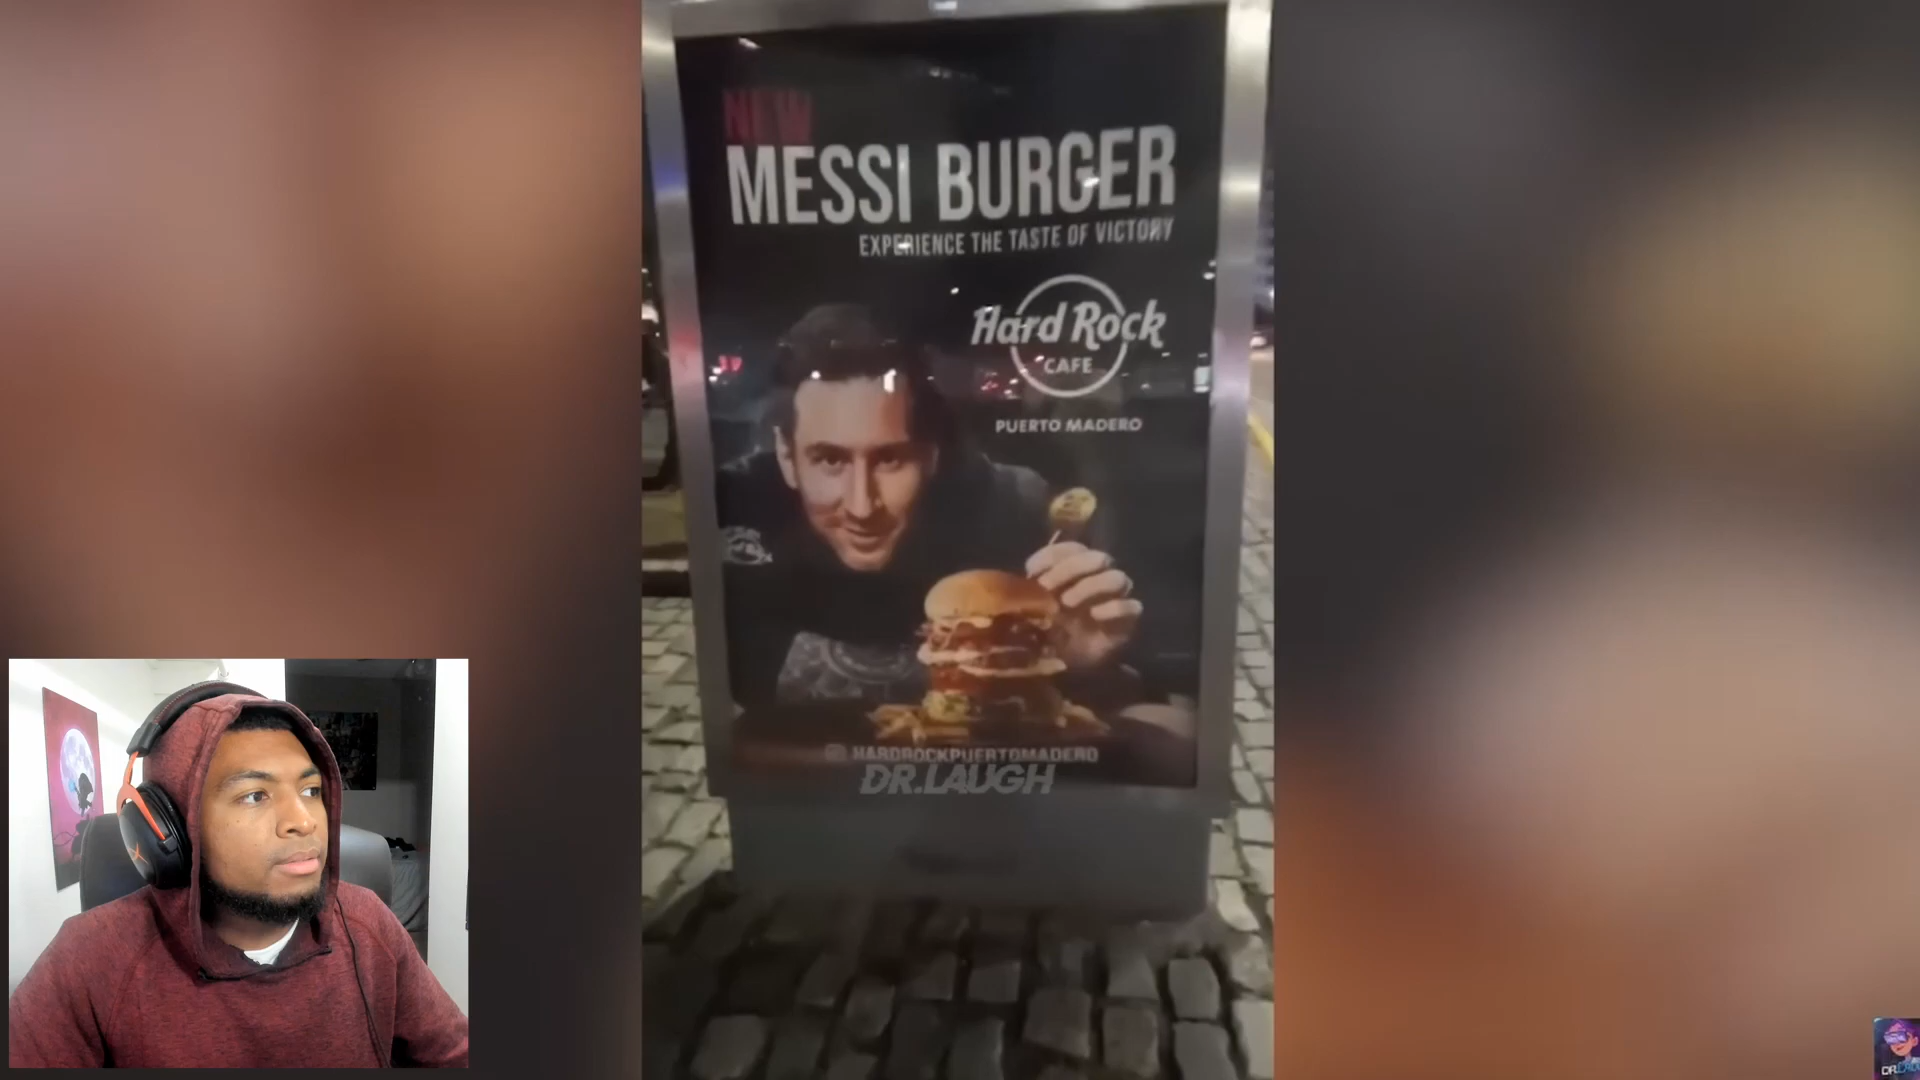 NEW
MESSI BURGER
EXPERIENCE THE TASTE OF VICTORY
Hard Rock
CAFE
PUERTO MADERO
HARDROCKPUERTOMADERO
DR.LAUGH